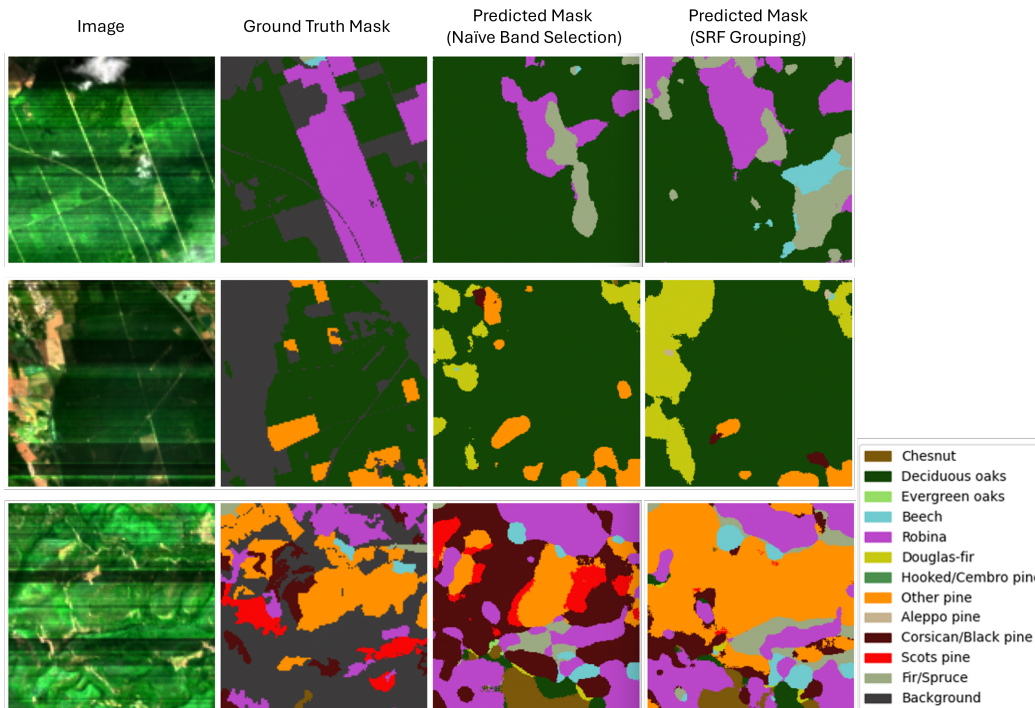 Image
Ground Truth Mask
Predicted Mask
(Naïve Band Selection)
Predicted Mask
(SRF Grouping)
Chesnut
Deciduous oaks
Evergreen oaks
Beech
Robina
Douglas-fir
Hooked/Cembro pine
Other pine
Aleppo pine
Corsican/Black pine
Scots pine
Fir/Spruce
Background